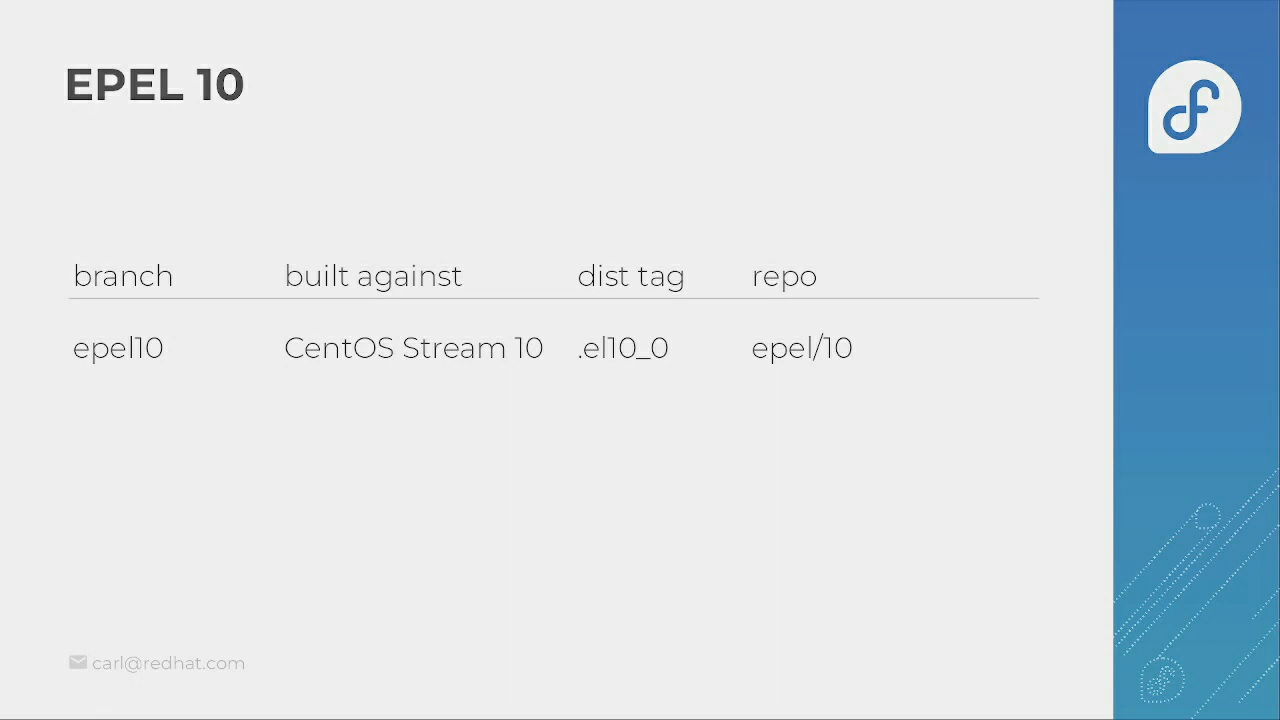 EPEL 10
branch built against dist tag repo
epel10 CentOS Stream 10 .el10_0 epel/10
carl@redhat.com